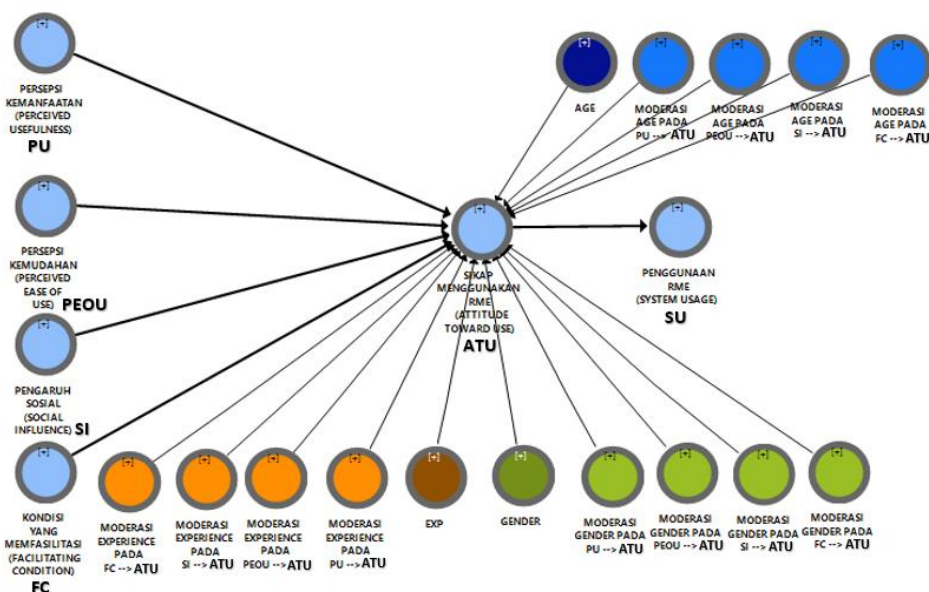 [+]
PERSEPSI
KEMANFAATAN
(PERCEIVED
USEFULNESS)
PU
[+]
AGE
[+]
MODERASI
AGE PADA
PU --> ATU
[+]
MODERASI
AGE PADA
PEOU -->ATU
[+]
MODERASI
AGE PADA
SI --> ATU
[+]
MODERASI
AGE PADA
FC --> ATU
[+]
PERSEPSI
KEMUDAHAN
(PERCEIVED
EASE OF
USE) PEOU
[+]
SIKAP
MENGGUNAKAN
RME
(ATTITUDE
TOWARD USE)
ATU
[+]
PENGGUNAAN
RME
(SYSTEM USAGE)
SU
[+]
PENGARUH
SOSIAL
(SOCIAL
INFLUENCE) SI
[+]
KONDISI
YANG
MEMFASILITASI
(FACILITATING
CONDITION)
FC
[+]
MODERASI
EXPERIENCE
PADA
FC --> ATU
[+]
MODERASI
EXPERIENCE
PADA
SI --> ATU
[+]
MODERASI
EXPERIENCE
PADA
PEOU -->ATU
[+]
MODERASI
EXPERIENCE
PADA
PU -->ATU
[+]
EXP
[+]
GENDER
[+]
MODERASI
GENDER PADA
PU --> ATU
[+]
MODERASI
GENDER PADA
PEOU --> ATU
[+]
MODERASI
GENDER PADA
SI --> ATU
[+]
MODERASI
GENDER PADA
FC --> ATU